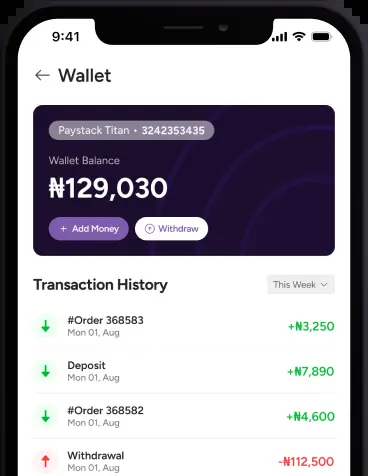 9:41
Wallet
Paystack Titan • 3242353435
Wallet Balance
₦129,030
+ Add Money
Withdraw
Transaction History
This Week
#Order 368583
+₦3,250
Mon 01, Aug
Deposit
+₦7,890
Mon 01, Aug
#Order 368582
+₦4,600
Mon 01, Aug
Withdrawal
-₦112,500
Mon 01, Aug